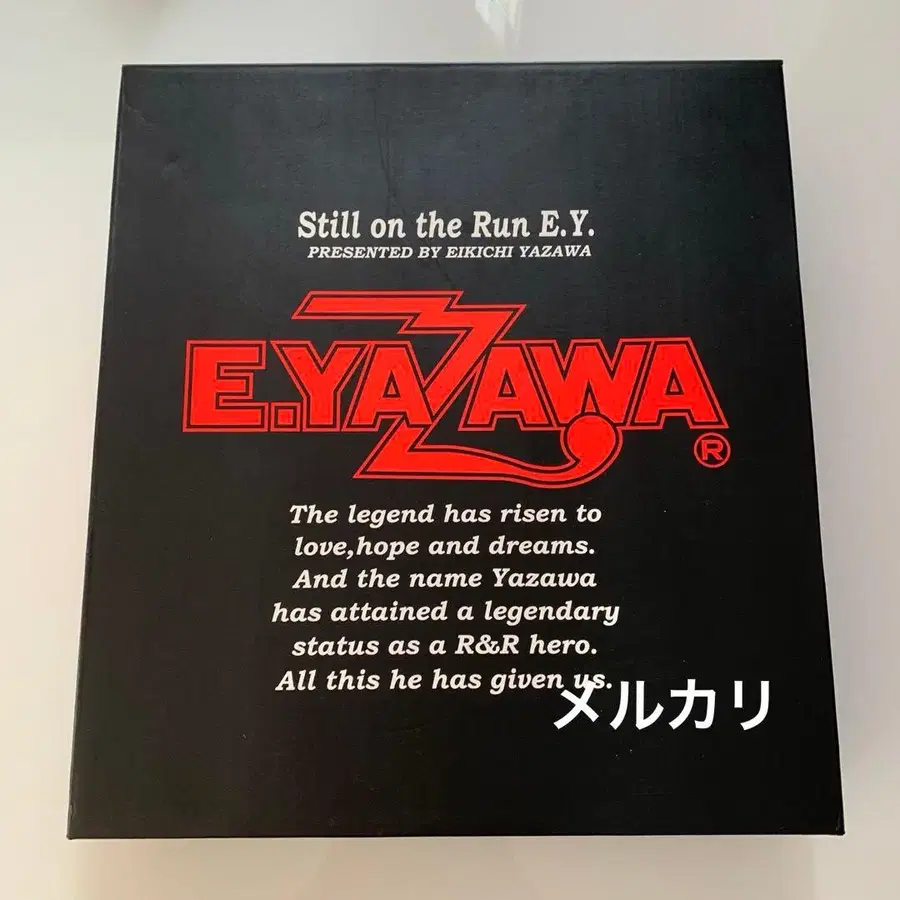 Still on the Run E.Y.
PRESENTED BY EIKICHI YAZAWA
E.YAZAWA
®
The legend has risen to
love,hope and dreams.
And the name Yazawa
has attained a legendary
status as a R&R hero.
All this he has given us.
メルカリ